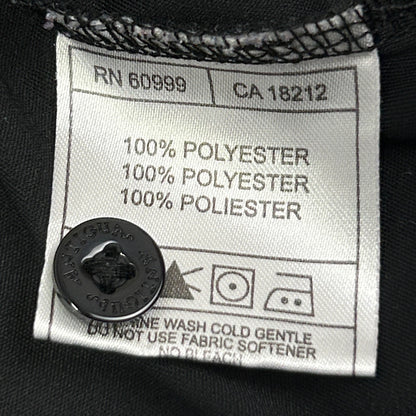 RN 60999
CA 18212
100% POLYESTER
100% POLYESTER
100% POLIESTER
WASH COLD GENTLE
DO NOT USE FABRIC SOFTENER
NO BLEACH